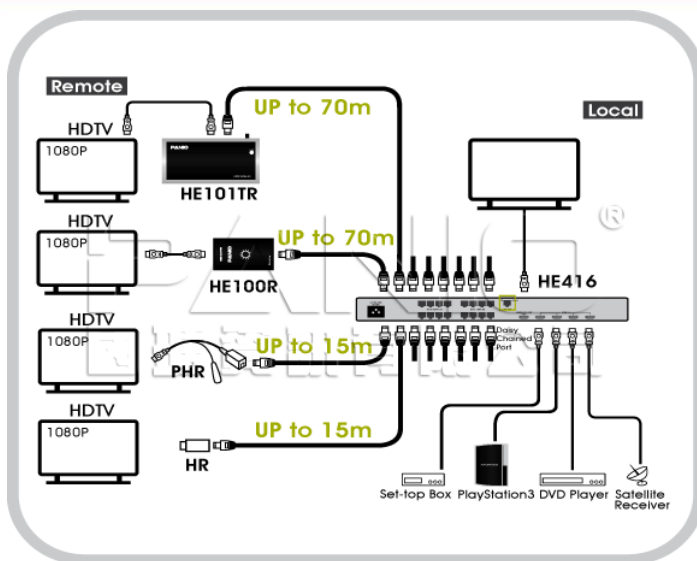 Remote
UP to 70m
Local
HDTV
1080P
PANIO
HE101TR
HDTV
1080P
UP to 70m
PANIO
HE100R
®
HE416
HDTV
1080P
UP to 15m
PHR
Daisy
Chained
Port
HDTV
1080P
UP to 15m
HR
Set-top Box
PlayStation3
DVD Player
Satellite
Receiver